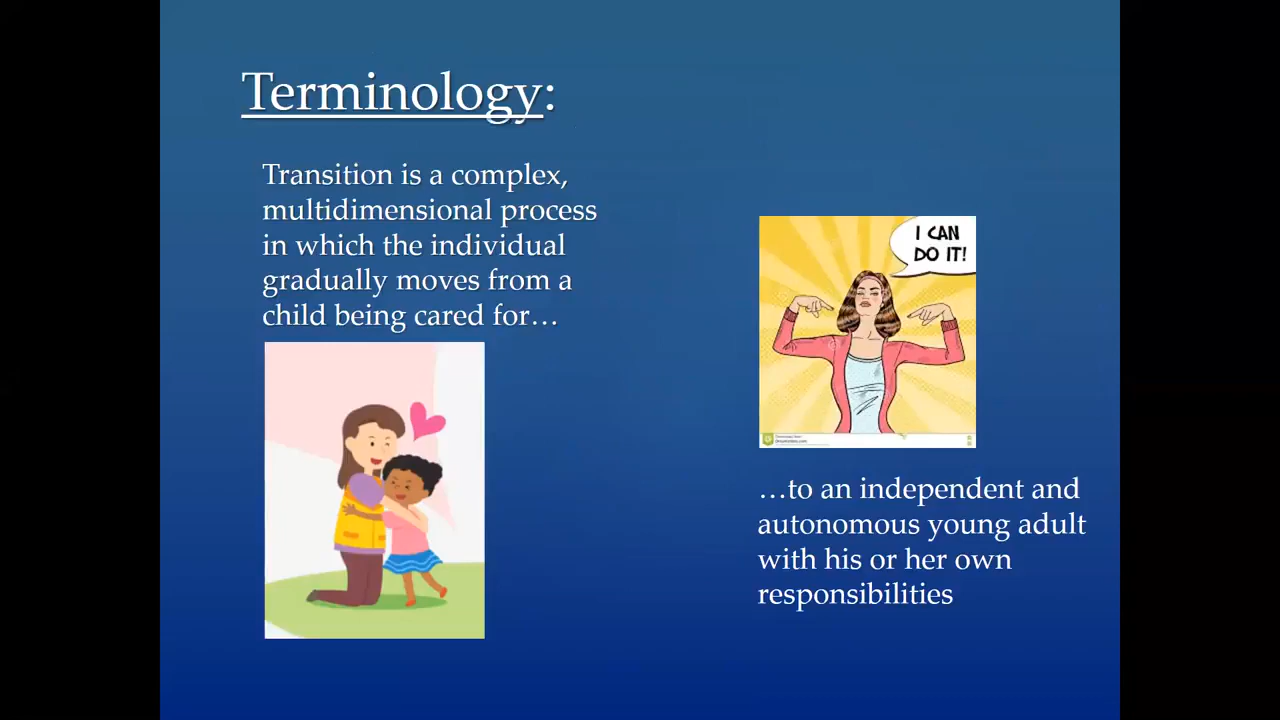 Terminology:
Transition is a complex,
multidimensional process
in which the individual
gradually moves from a
child being cared for…
I CAN
DO IT!
…to an independent and
autonomous young adult
with his or her own
responsibilities